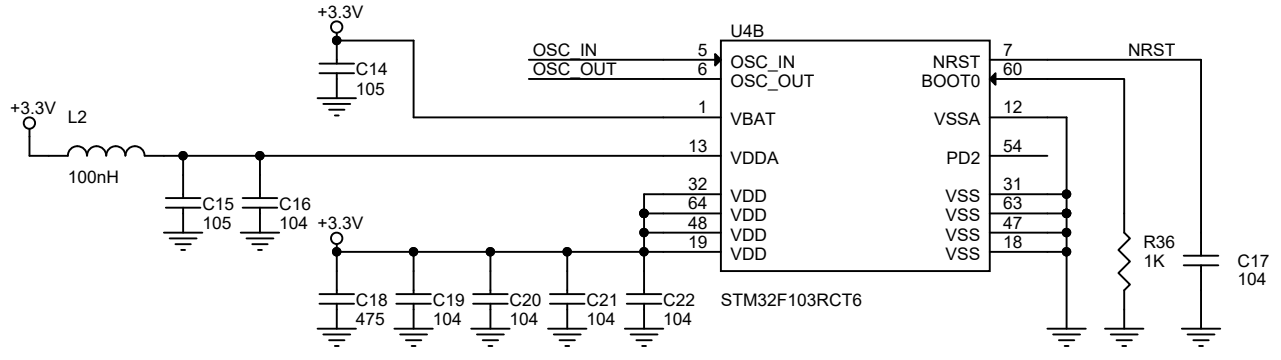 +3.3V
U4B
OSC_IN 5 OSC_IN NRST 7 NRST
OSC_OUT 6 OSC_OUT BOOT0 60
C14
105
+3.3V L2
1 VBAT VSSA 12
13 VDDA PD2 54
100nH
C15 C16
105 104
32 VDD VSS 31
64 VDD VSS 63
48 VDD VSS 47
19 VDD VSS 18
+3.3V
R36
1K
C17
104
C18 C19 C20 C21 C22
475 104 104 104 104
STM32F103RCT6